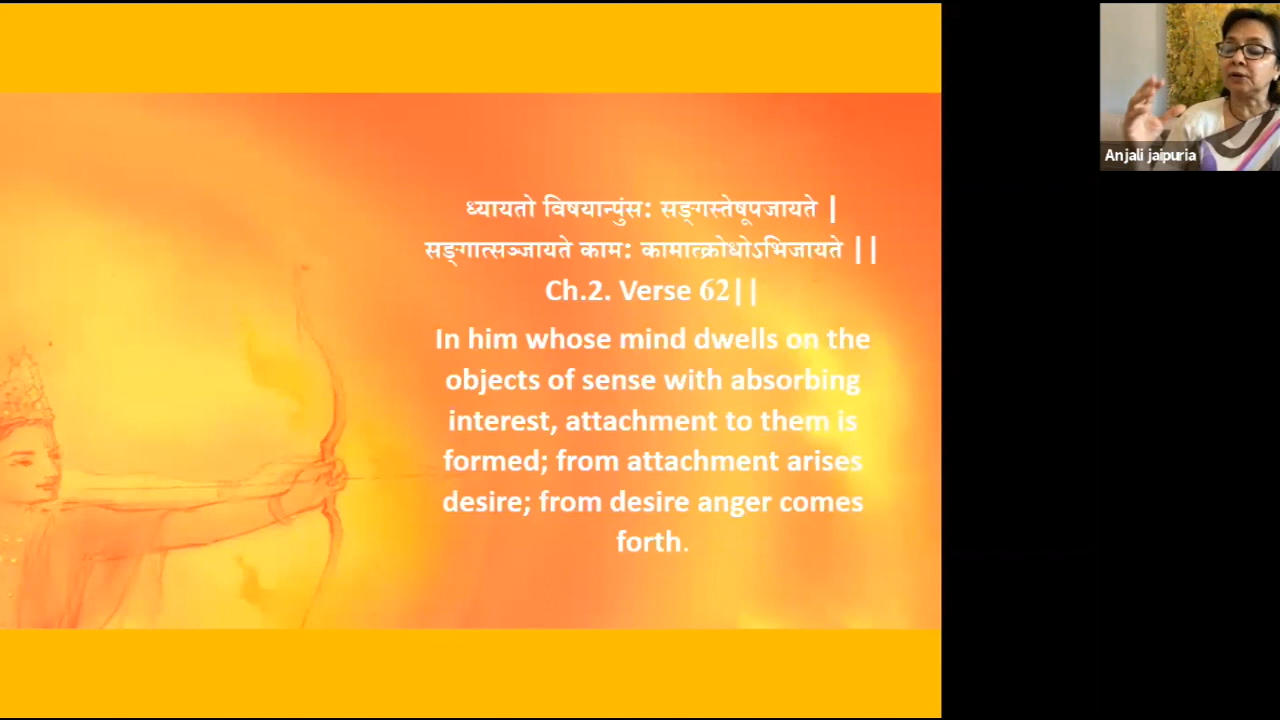 ध्यायतो विषयान्पुंस: सङ्गस्तेषूपजायते |
सङ्गात्सञ्जायते काम: कामात्क्रोधोऽभिजायते ||
Ch.2. Verse 62||
In him whose mind dwells on the
objects of sense with absorbing
interest, attachment to them is
formed; from attachment arises
desire; from desire anger comes
forth.
Anjali jaipuria